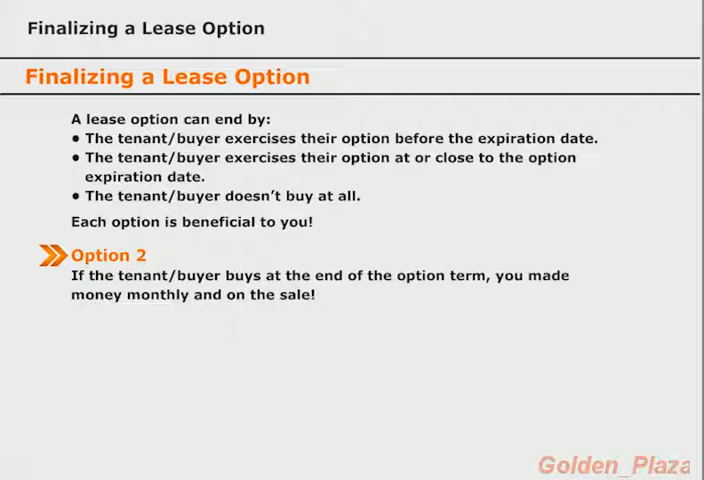 Finalizing a Lease Option
Finalizing a Lease Option
A lease option can end by:
• The tenant/buyer exercises their option before the expiration date.
• The tenant/buyer exercises their option at or close to the option
expiration date.
• The tenant/buyer doesn't buy at all.
Each option is beneficial to you!
Option 2
If the tenant/buyer buys at the end of the option term, you made
money monthly and on the sale!
Golden_Plaza